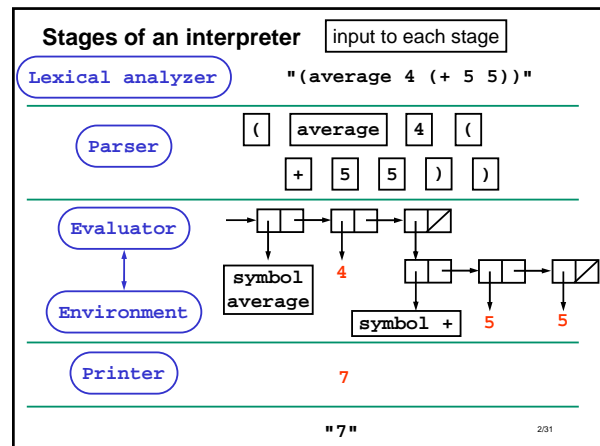 Stages of an interpreter input to each stage
Lexical analyzer "(average 4 (+ 5 5))"
( average 4 (
Parser
+ 5 5 ) )
Evaluator
symbol
average
4
Environment
symbol + 5 5
Printer 7
"7"
2/31